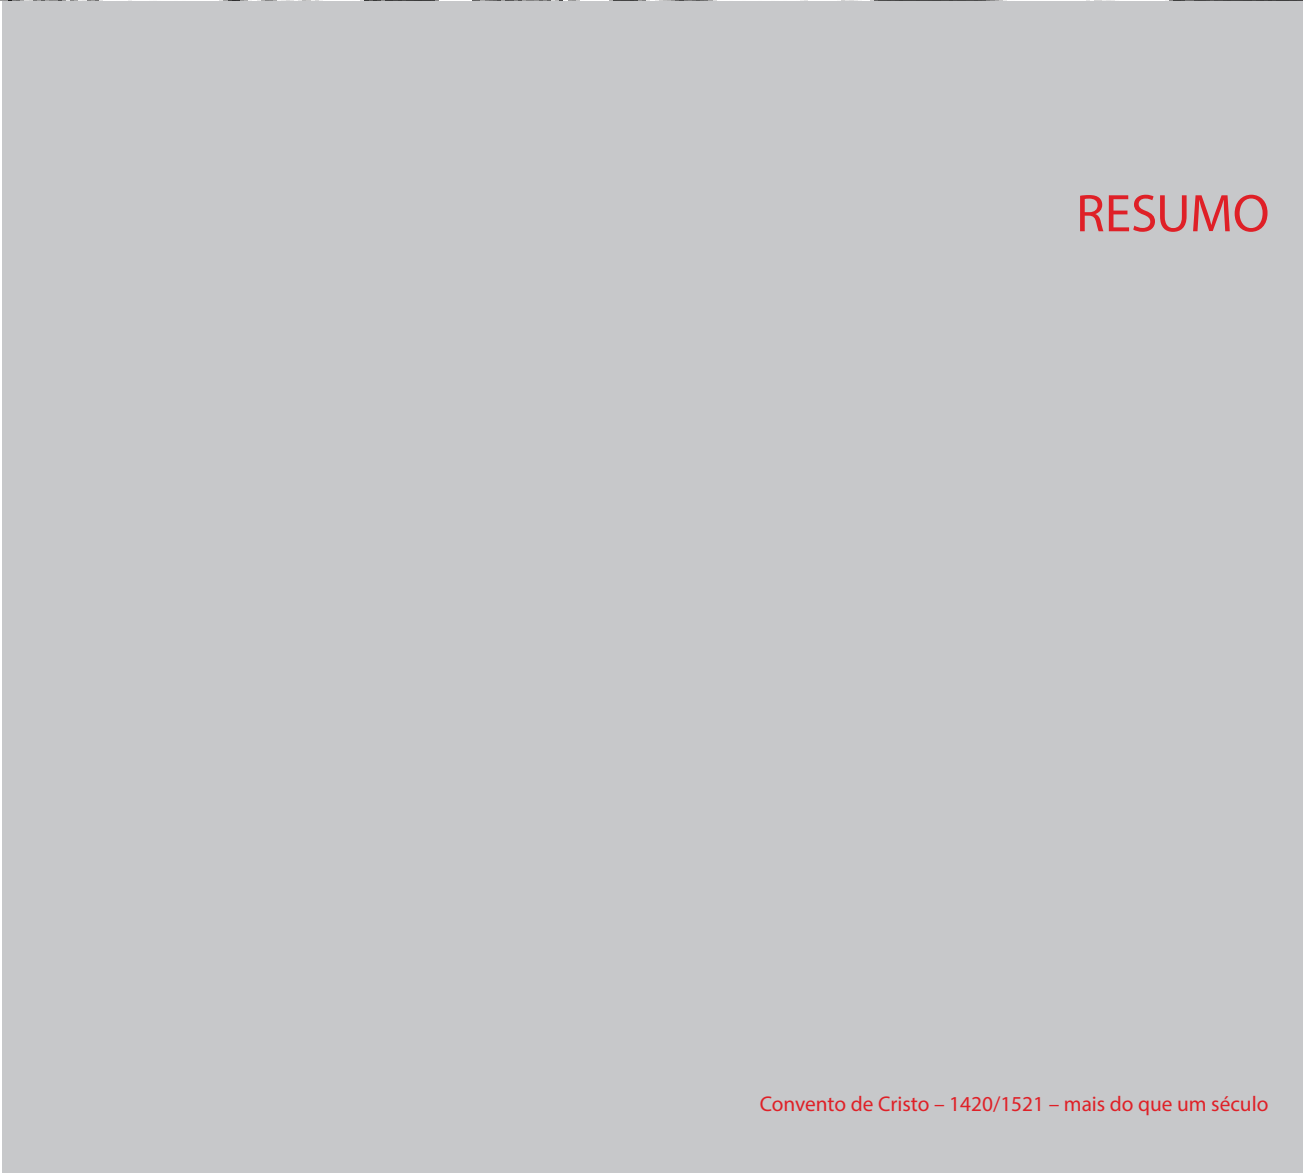 RESUMO
Convento de Cristo – 1420/1521 – mais do que um século